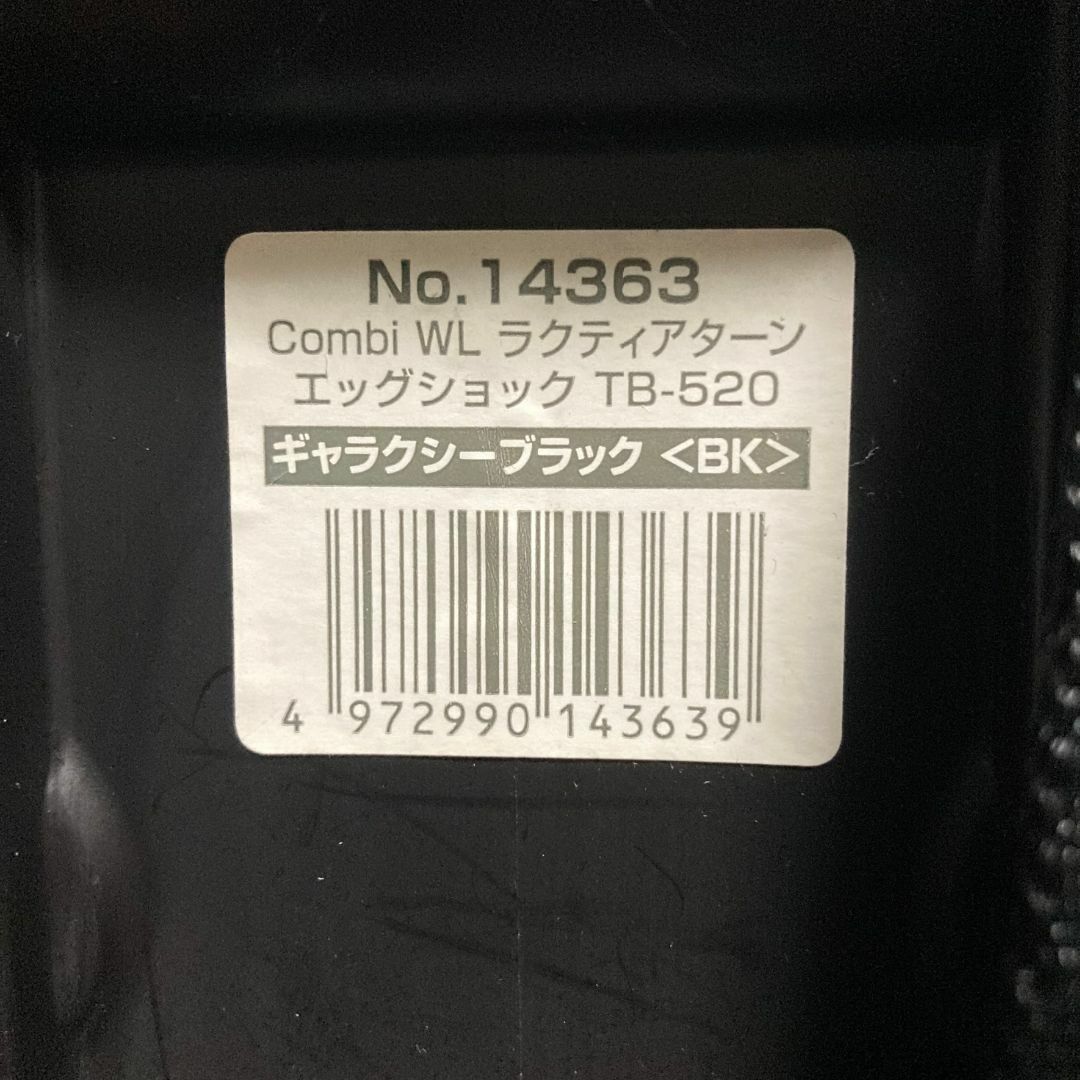 No.14363
Combi WL ラクティアターン
エッグショック TB-520
ギャラクシーブラック <BK>
4 972990 143639